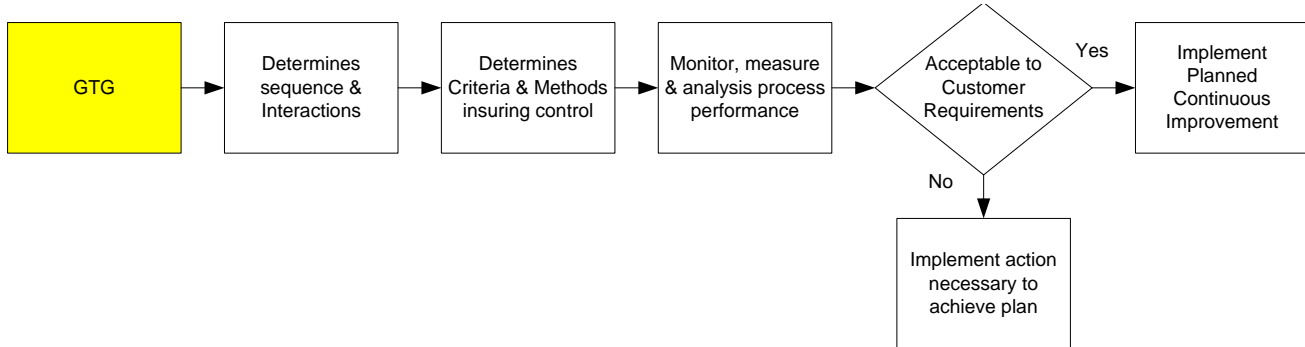 GTG
Determines
sequence &
Interactions
Determines
Criteria & Methods
insuring control
Monitor, measure
& analysis process
performance
Acceptable to
Customer
Requirements
Yes
Implement
Planned
Continuous
Improvement
No
Implement action
necessary to
achieve plan